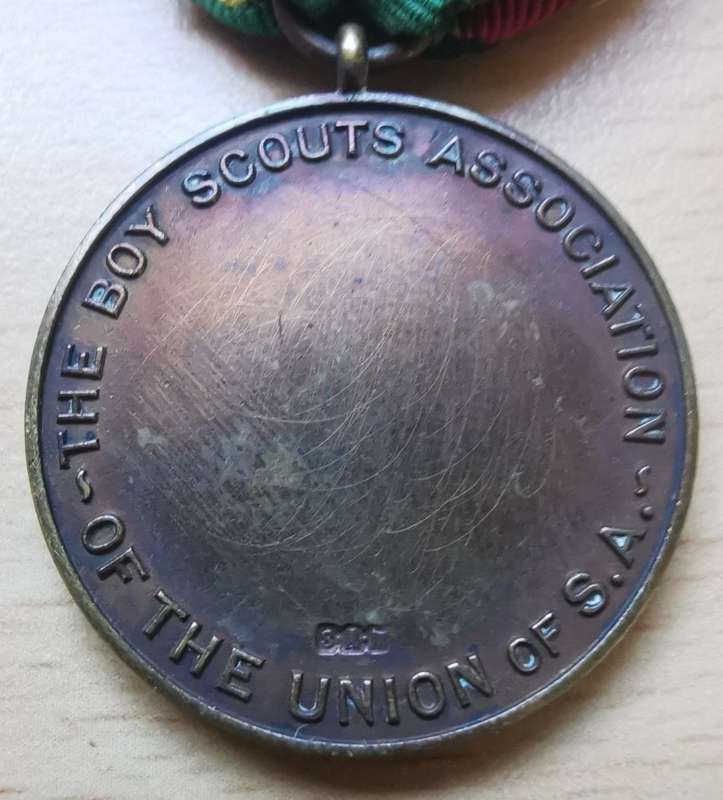 ~ THE BOY SCOUTS ASSOCIATION ~
OF THE UNION OF S.A.